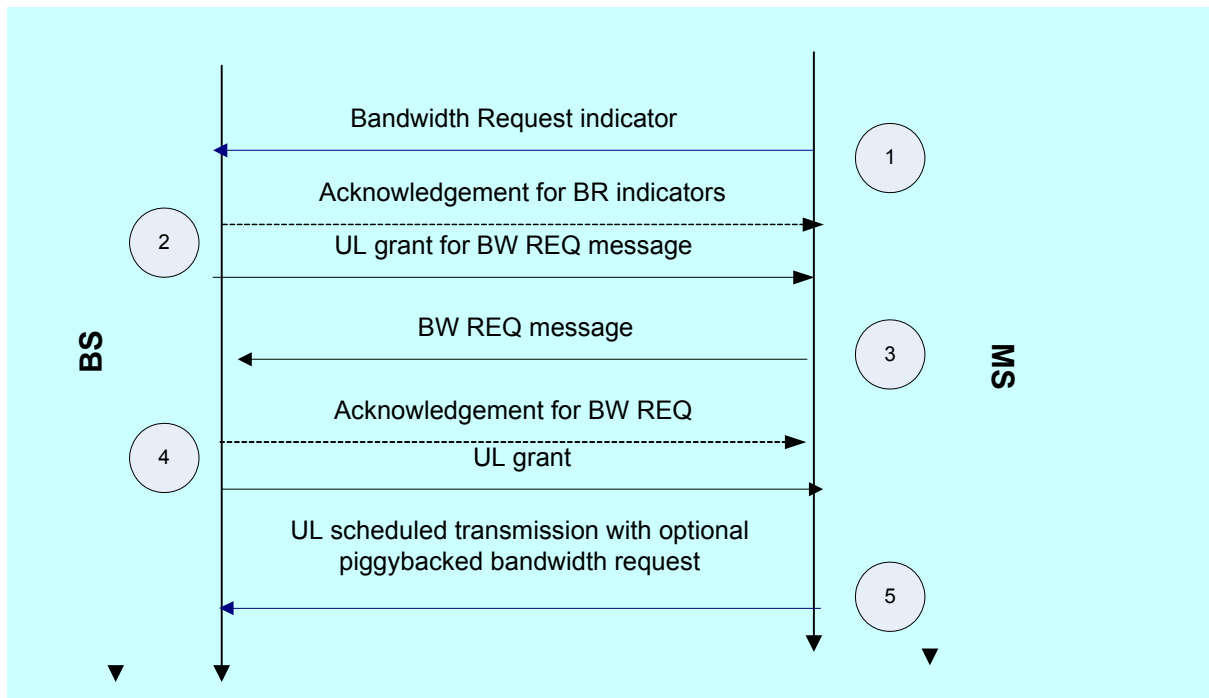 Bandwidth Request indicator
1
Acknowledgement for BR indicators
2
UL grant for BW REQ message
BW REQ message
BS
3
MS
Acknowledgement for BW REQ
4
UL grant
UL scheduled transmission with optional
piggybacked bandwidth request
5